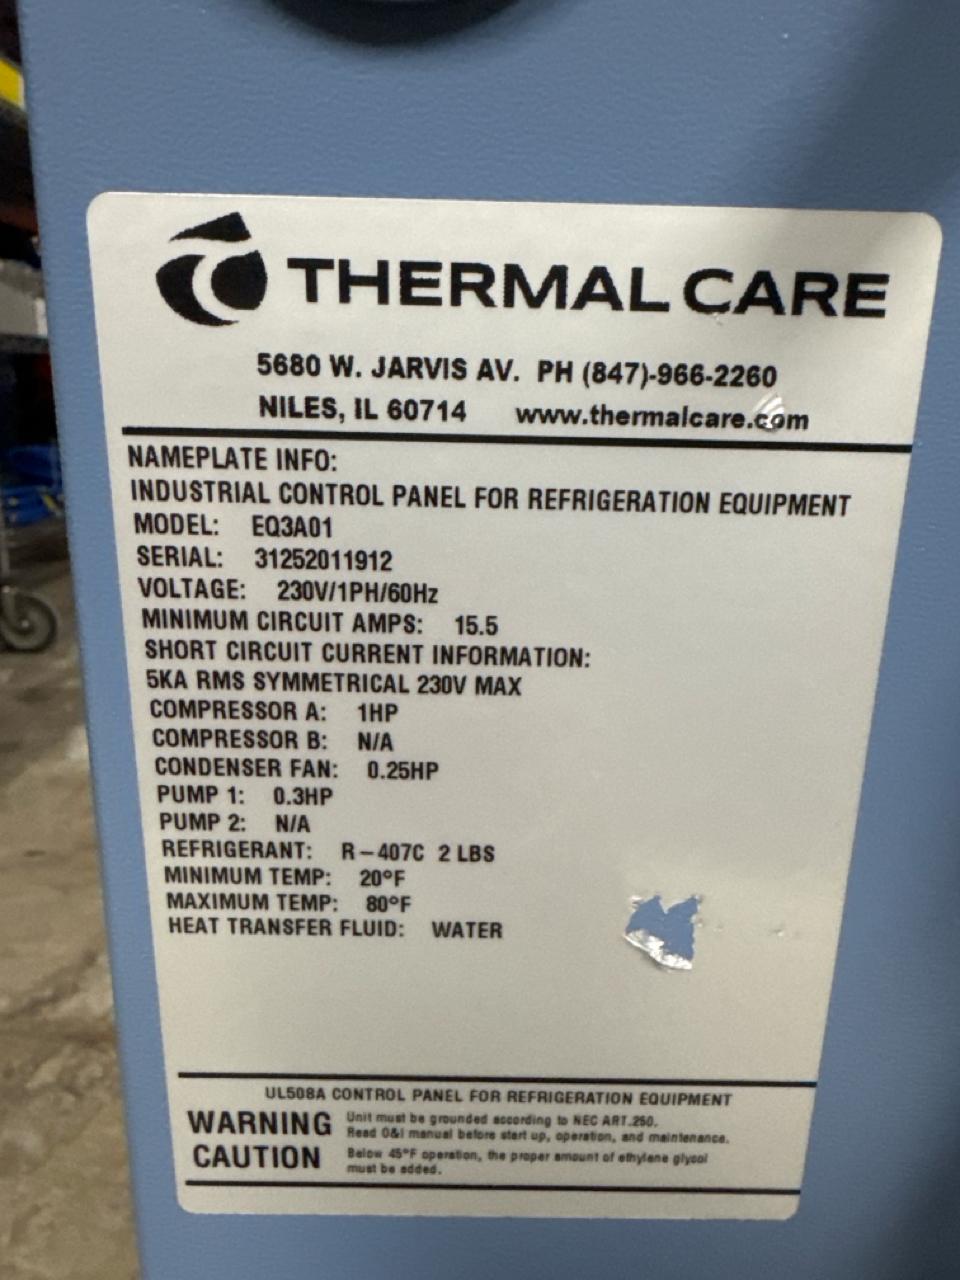 THERMAL CARE
5680 W. JARVIS AV. PH (847)-966-2260
NILES, IL 60714 www.thermalcare.com
NAMEPLATE INFO:
INDUSTRIAL CONTROL PANEL FOR REFRIGERATION EQUIPMENT
MODEL: EQ3A01
SERIAL: 31252011912
VOLTAGE: 230V/1PH/60Hz
MINIMUM CIRCUIT AMPS: 15.5
SHORT CIRCUIT CURRENT INFORMATION:
5KA RMS SYMMETRICAL 230V MAX
COMPRESSOR A: 1HP
COMPRESSOR B: N/A
CONDENSER FAN: 0.25HP
PUMP 1: 0.3HP
PUMP 2: N/A
REFRIGERANT: R-407C 2 LBS
MINIMUM TEMP: 20°F
MAXIMUM TEMP: 80°F
HEAT TRANSFER FLUID: WATER
UL508A CONTROL PANEL FOR REFRIGERATION EQUIPMENT
WARNING Unit must be grounded according to NEC ART.250.
Read O&I manual before start up, operation, and maintenance.
CAUTION Below 45°F operation, the proper amount of ethylene glycol
must be added.